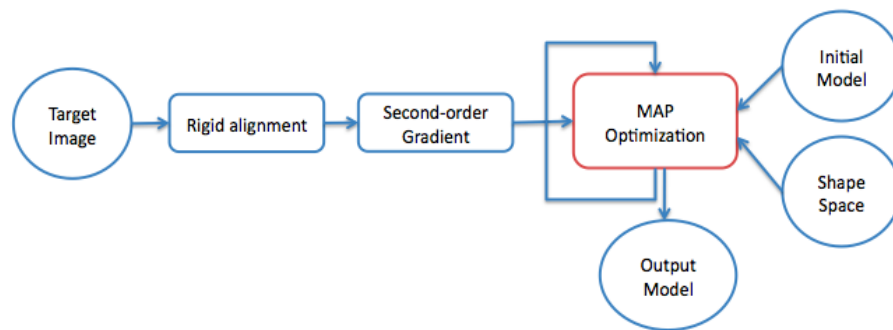 Target
Image
Rigid alignment
Second-order
Gradient
MAP
Optimization
Initial
Model
Shape
Space
Output
Model